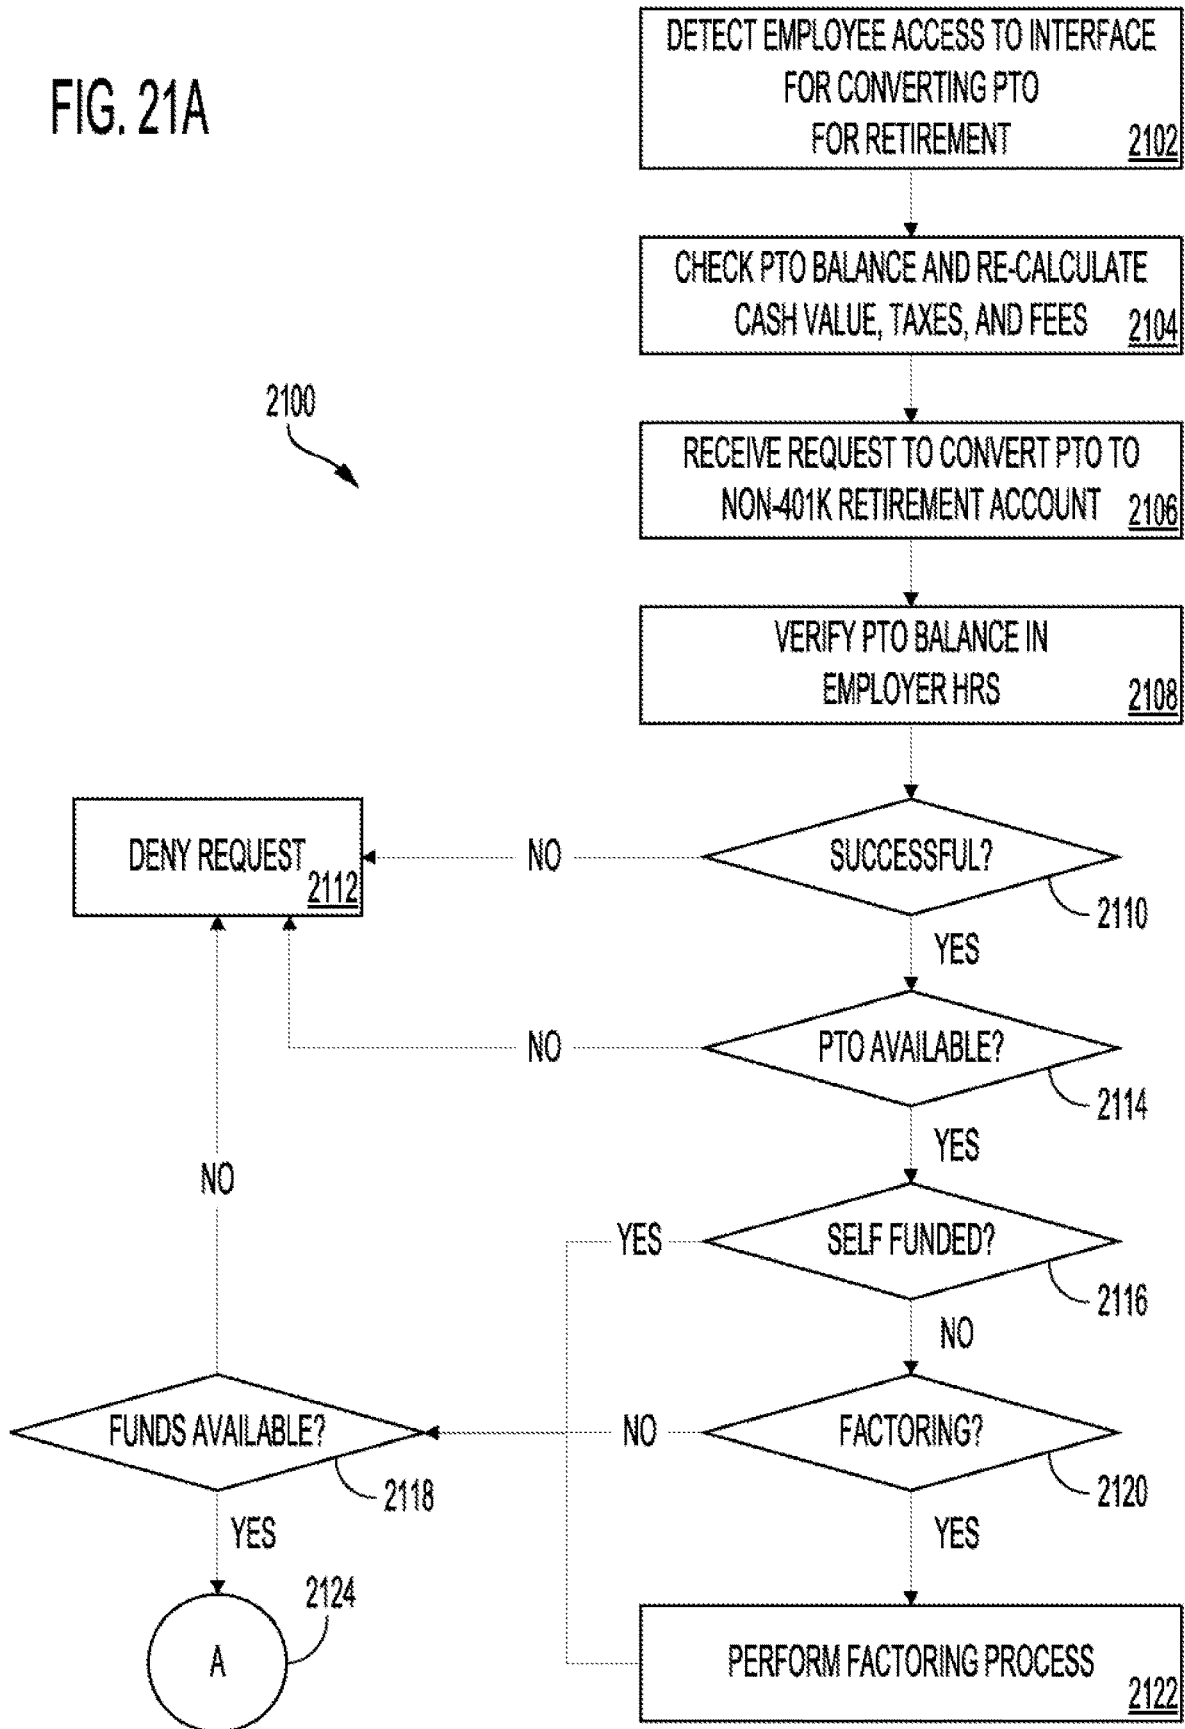 FIG. 21A
DETECT EMPLOYEE ACCESS TO INTERFACE
FOR CONVERTING PTO
FOR RETIREMENT
2102
CHECK PTO BALANCE AND RE-CALCULATE
CASH VALUE, TAXES, AND FEES
2104
2100
RECEIVE REQUEST TO CONVERT PTO TO
NON-401K RETIREMENT ACCOUNT
2106
VERIFY PTO BALANCE IN
EMPLOYER HRS
2108
DENY REQUEST
2112
NO
SUCCESSFUL?
2110
YES
NO
PTO AVAILABLE?
2114
YES
NO
YES
SELF FUNDED?
2116
NO
FUNDS AVAILABLE?
2118
NO
FACTORING?
2120
YES
YES
A
2124
PERFORM FACTORING PROCESS
2122